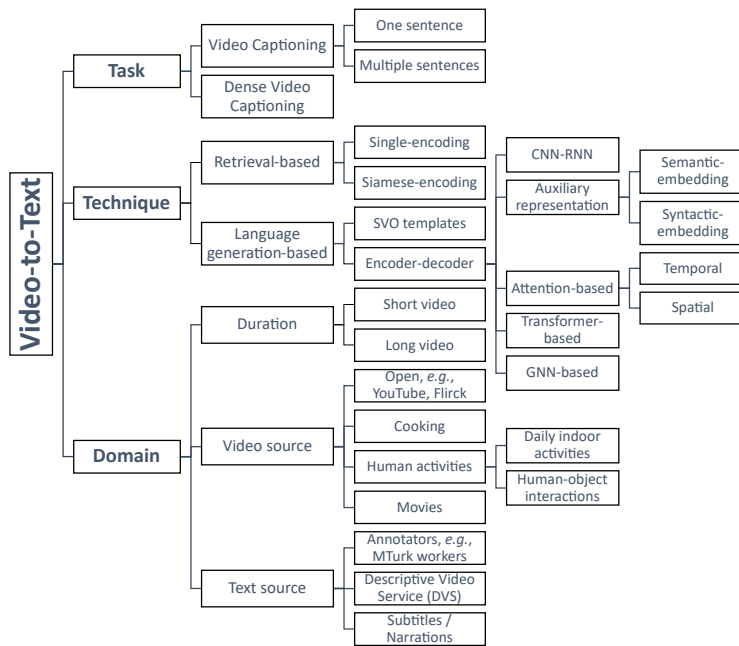 Video-to-Text
Task
Video Captioning
One sentence
Multiple sentences
Dense Video
Captioning
Technique
Retrieval-based
Single-encoding
Siamese-encoding
Language
generation-based
SVO templates
Encoder-decoder
CNN-RNN
Auxiliary
representation
Semantic-
embedding
Syntactic-
embedding
Attention-based
Temporal
Spatial
Transformer-
based
GNN-based
Domain
Duration
Short video
Long video
Video source
Open, e.g.,
YouTube, Flirck
Cooking
Human activities
Daily indoor
activities
Human-object
interactions
Movies
Text source
Annotators, e.g.,
MTurk workers
Descriptive Video
Service (DVS)
Subtitles /
Narrations